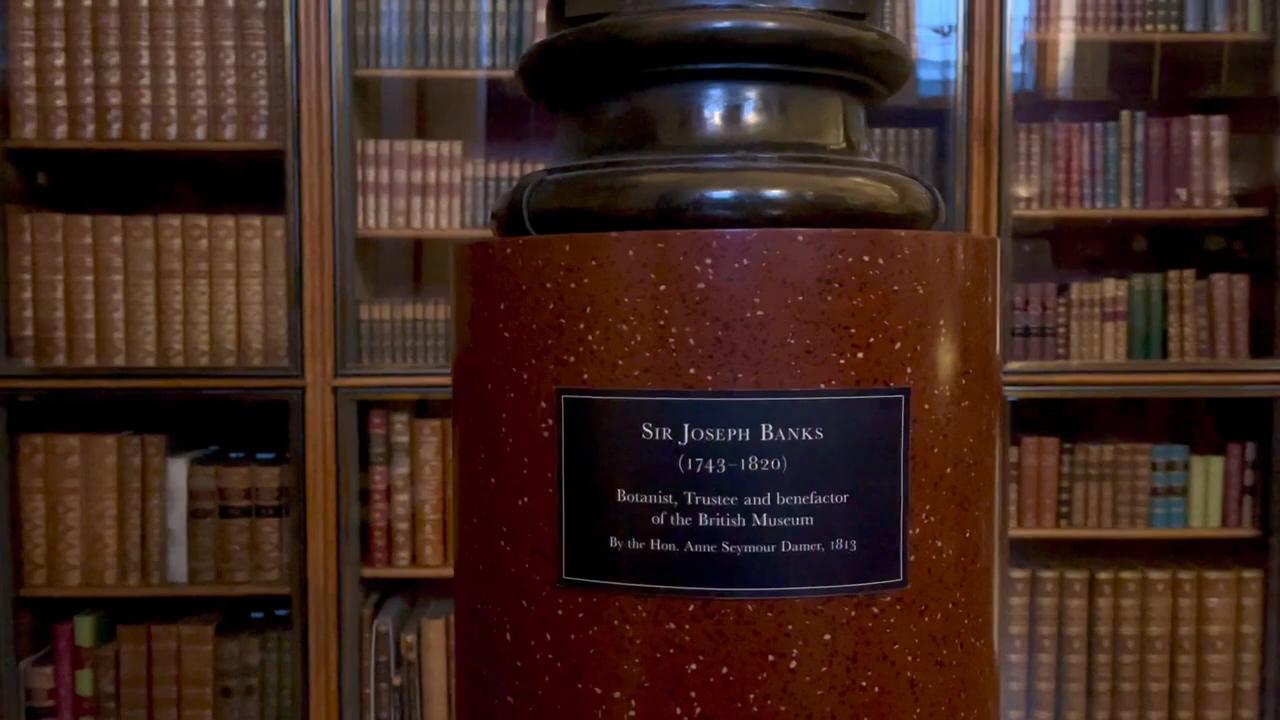 Sir Joseph Banks
(1743–1820)
Botanist, Trustee and benefactor
of the British Museum
By the Hon. Anne Seymour Damer, 1813